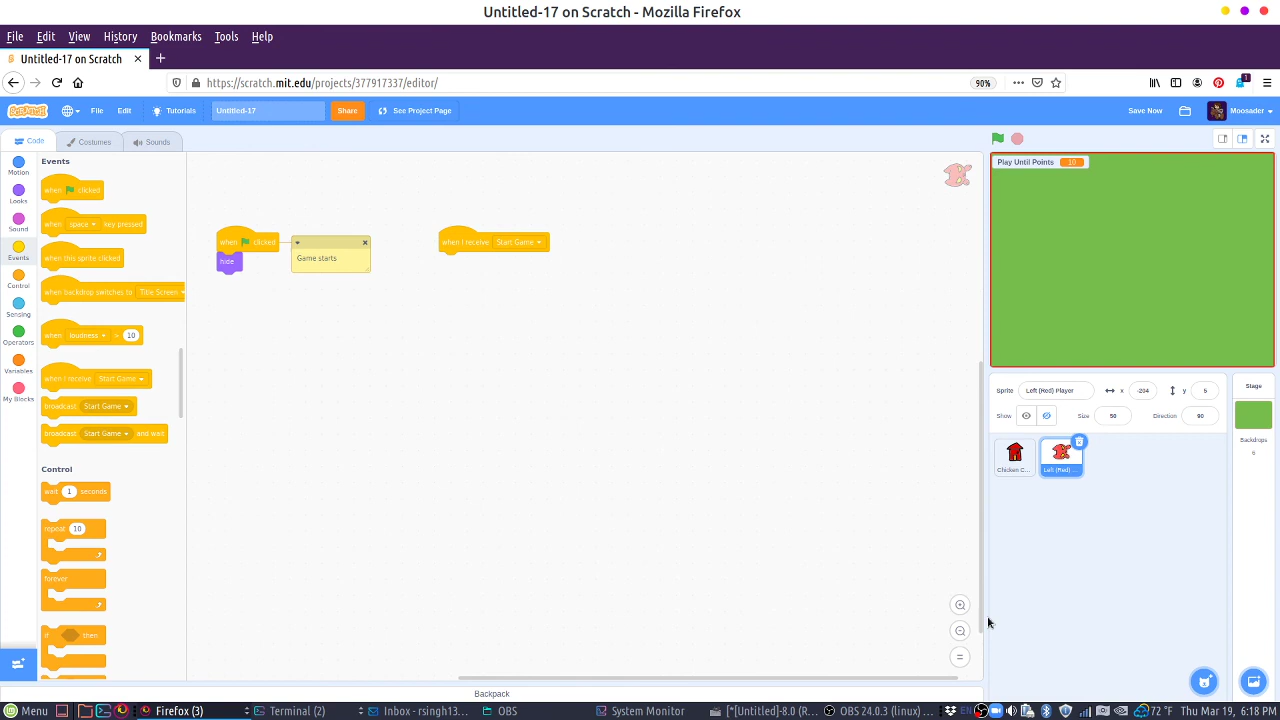 Untitled-17 on Scratch - Mozilla Firefox
File Edit View History Bookmarks Tools Help
Untitled-17 on Scratch
https://scratch.mit.edu/projects/377917337/editor/
90%
1
SCRATCH
File Edit Tutorials Untitled-17 Share See Project Page Save Now Moosader
Code Costumes Sounds
Motion
Looks
Sound
Events
Control
Sensing
Operators
Variables
My Blocks
Events
when clicked
when space key pressed
when this sprite clicked
when backdrop switches to Title Screen
when loudness > 10
when I receive Start Game
broadcast Start Game
broadcast Start Game and wait
Control
wait 1 seconds
repeat 10
forever
if then
when clicked
hide
Game starts
when I receive Start Game
Play Until Points 10
Sprite Left (Red) Player x -204 y 5
Show Size 50 Direction 90
Chicken C...
Left (Red) ...
Stage
Backdrops
6
Backpack
Menu Firefox (3) Terminal (2) Inbox - rsingh13... OBS System Monitor [*[Untitled]-8.0 (R... OBS 24.0.3 (linux) ... 72 °F Thu Mar 19, 6:18 PM